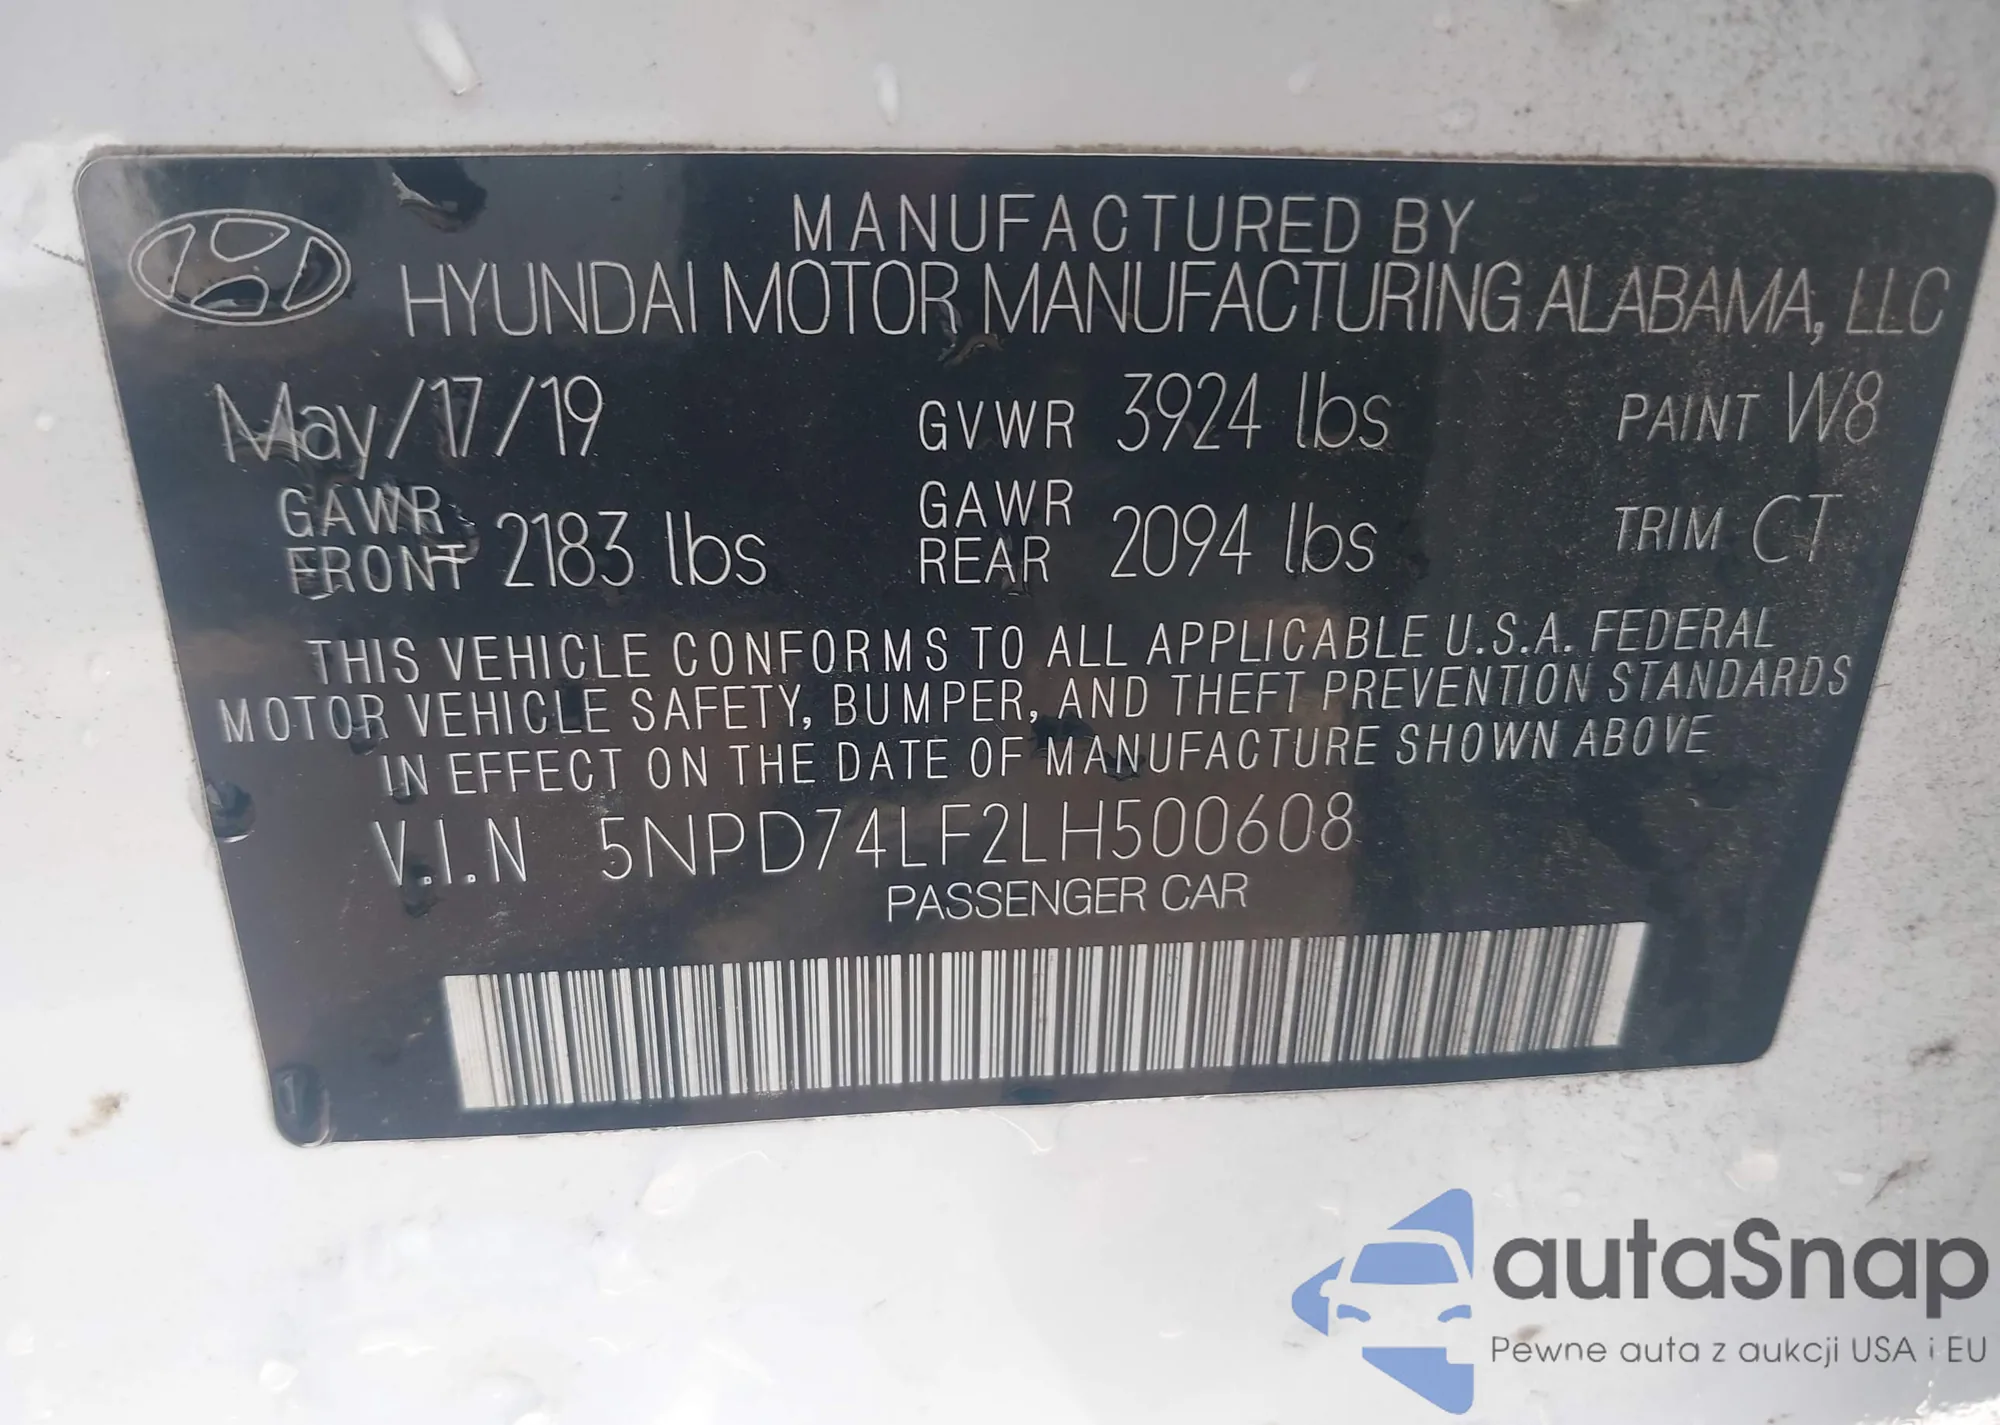 MANUFACTURED BY
HYUNDAI MOTOR MANUFACTURING ALABAMA, LLC
May/17/19 GVWR 3924 lbs PAINT W8
GAWR FRONT 2183 lbs GAWR REAR 2094 lbs TRIM CT
THIS VEHICLE CONFORMS TO ALL APPLICABLE U.S.A. FEDERAL
MOTOR VEHICLE SAFETY, BUMPER, AND THEFT PREVENTION STANDARDS
IN EFFECT ON THE DATE OF MANUFACTURE SHOWN ABOVE
V.I.N 5NPD74LF2LH500608
PASSENGER CAR
autaSnap
Pewne auta z aukcji USA i EU